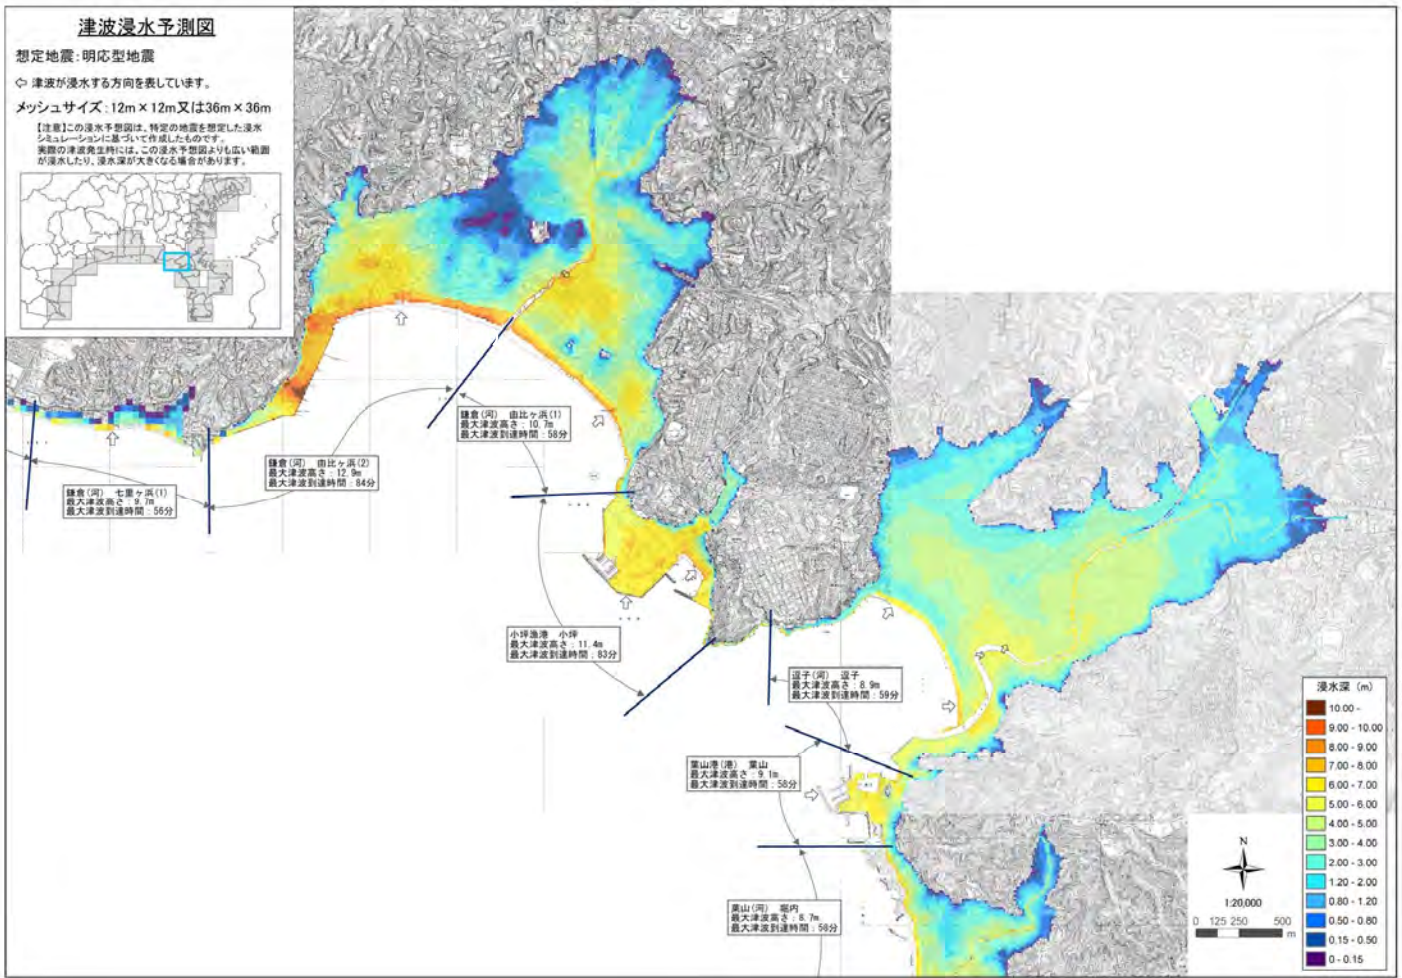 津波浸水予測図
想定地震：明応型地震
津波が浸水する方向を表しています。
メッシュサイズ：12m×12m又は36m×36m
【注意】この浸水予想図は、特定の地震を想定した浸水
シミュレーションに基づいて作成したものです。
実際の津波発生時には、この浸水予想図よりも広い範囲
が浸水したり、浸水深が大きくなる場合があります。
鎌倉(河)　由比ヶ浜(1)
最大津波高さ：10.7m
最大津波到達時間：58分
鎌倉(河)　由比ヶ浜(2)
最大津波高さ：12.9m
最大津波到達時間：84分
鎌倉(河)　七里ヶ浜(1)
最大津波高さ：9.7m
最大津波到達時間：56分
小坪漁港　小坪
最大津波高さ：11.4m
最大津波到達時間：83分
逗子(河)　逗子
最大津波高さ：8.9m
最大津波到達時間：59分
葉山港(港)　葉山
最大津波高さ：9.1m
最大津波到達時間：58分
葉山(河)　堀内
最大津波高さ：8.7m
最大津波到達時間：58分
浸水深（m）
10.00 -
9.00 - 10.00
8.00 - 9.00
7.00 - 8.00
6.00 - 7.00
5.00 - 6.00
4.00 - 5.00
3.00 - 4.00
2.00 - 3.00
1.20 - 2.00
0.80 - 1.20
0.50 - 0.80
0.15 - 0.50
0 - 0.15
N
1:20,000
0 125 250 500
m